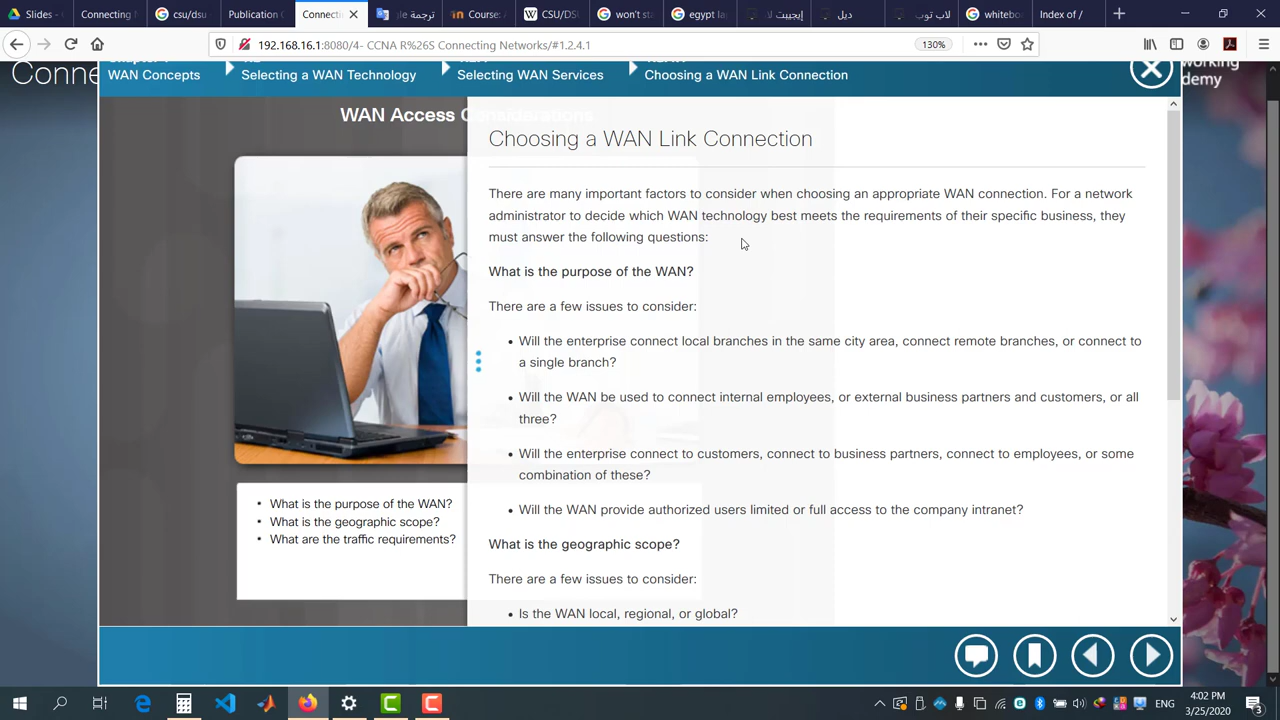 Slides -
csu/dsu
Publication
Connecting
Connecti
ترجمة
Course:
CSU/DSU
won't sta
egypt la
إيجيبت لا
ديل
لاب توب
whitebo
Index of /
192.168.16.1:8080/4- CCNA R%26S Connecting Networks/#1.2.4.1
130%
Conne
WAN Concepts
Selecting a WAN Technology
Selecting WAN Services
Choosing a WAN Link Connection
WAN Access Considerations
Choosing a WAN Link Connection
There are many important factors to consider when choosing an appropriate WAN connection. For a network
administrator to decide which WAN technology best meets the requirements of their specific business, they
must answer the following questions:
What is the purpose of the WAN?
There are a few issues to consider:
• Will the enterprise connect local branches in the same city area, connect remote branches, or connect to
a single branch?
• Will the WAN be used to connect internal employees, or external business partners and customers, or all
three?
• Will the enterprise connect to customers, connect to business partners, connect to employees, or some
combination of these?
• Will the WAN provide authorized users limited or full access to the company intranet?
What is the geographic scope?
There are a few issues to consider:
• Is the WAN local, regional, or global?
• What is the purpose of the WAN?
• What is the geographic scope?
• What are the traffic requirements?
ENG
4:02 PM
3/25/2020
3